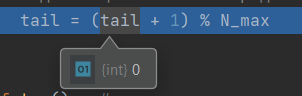 tail = (tail + 1) % N_max
01 {int} 0